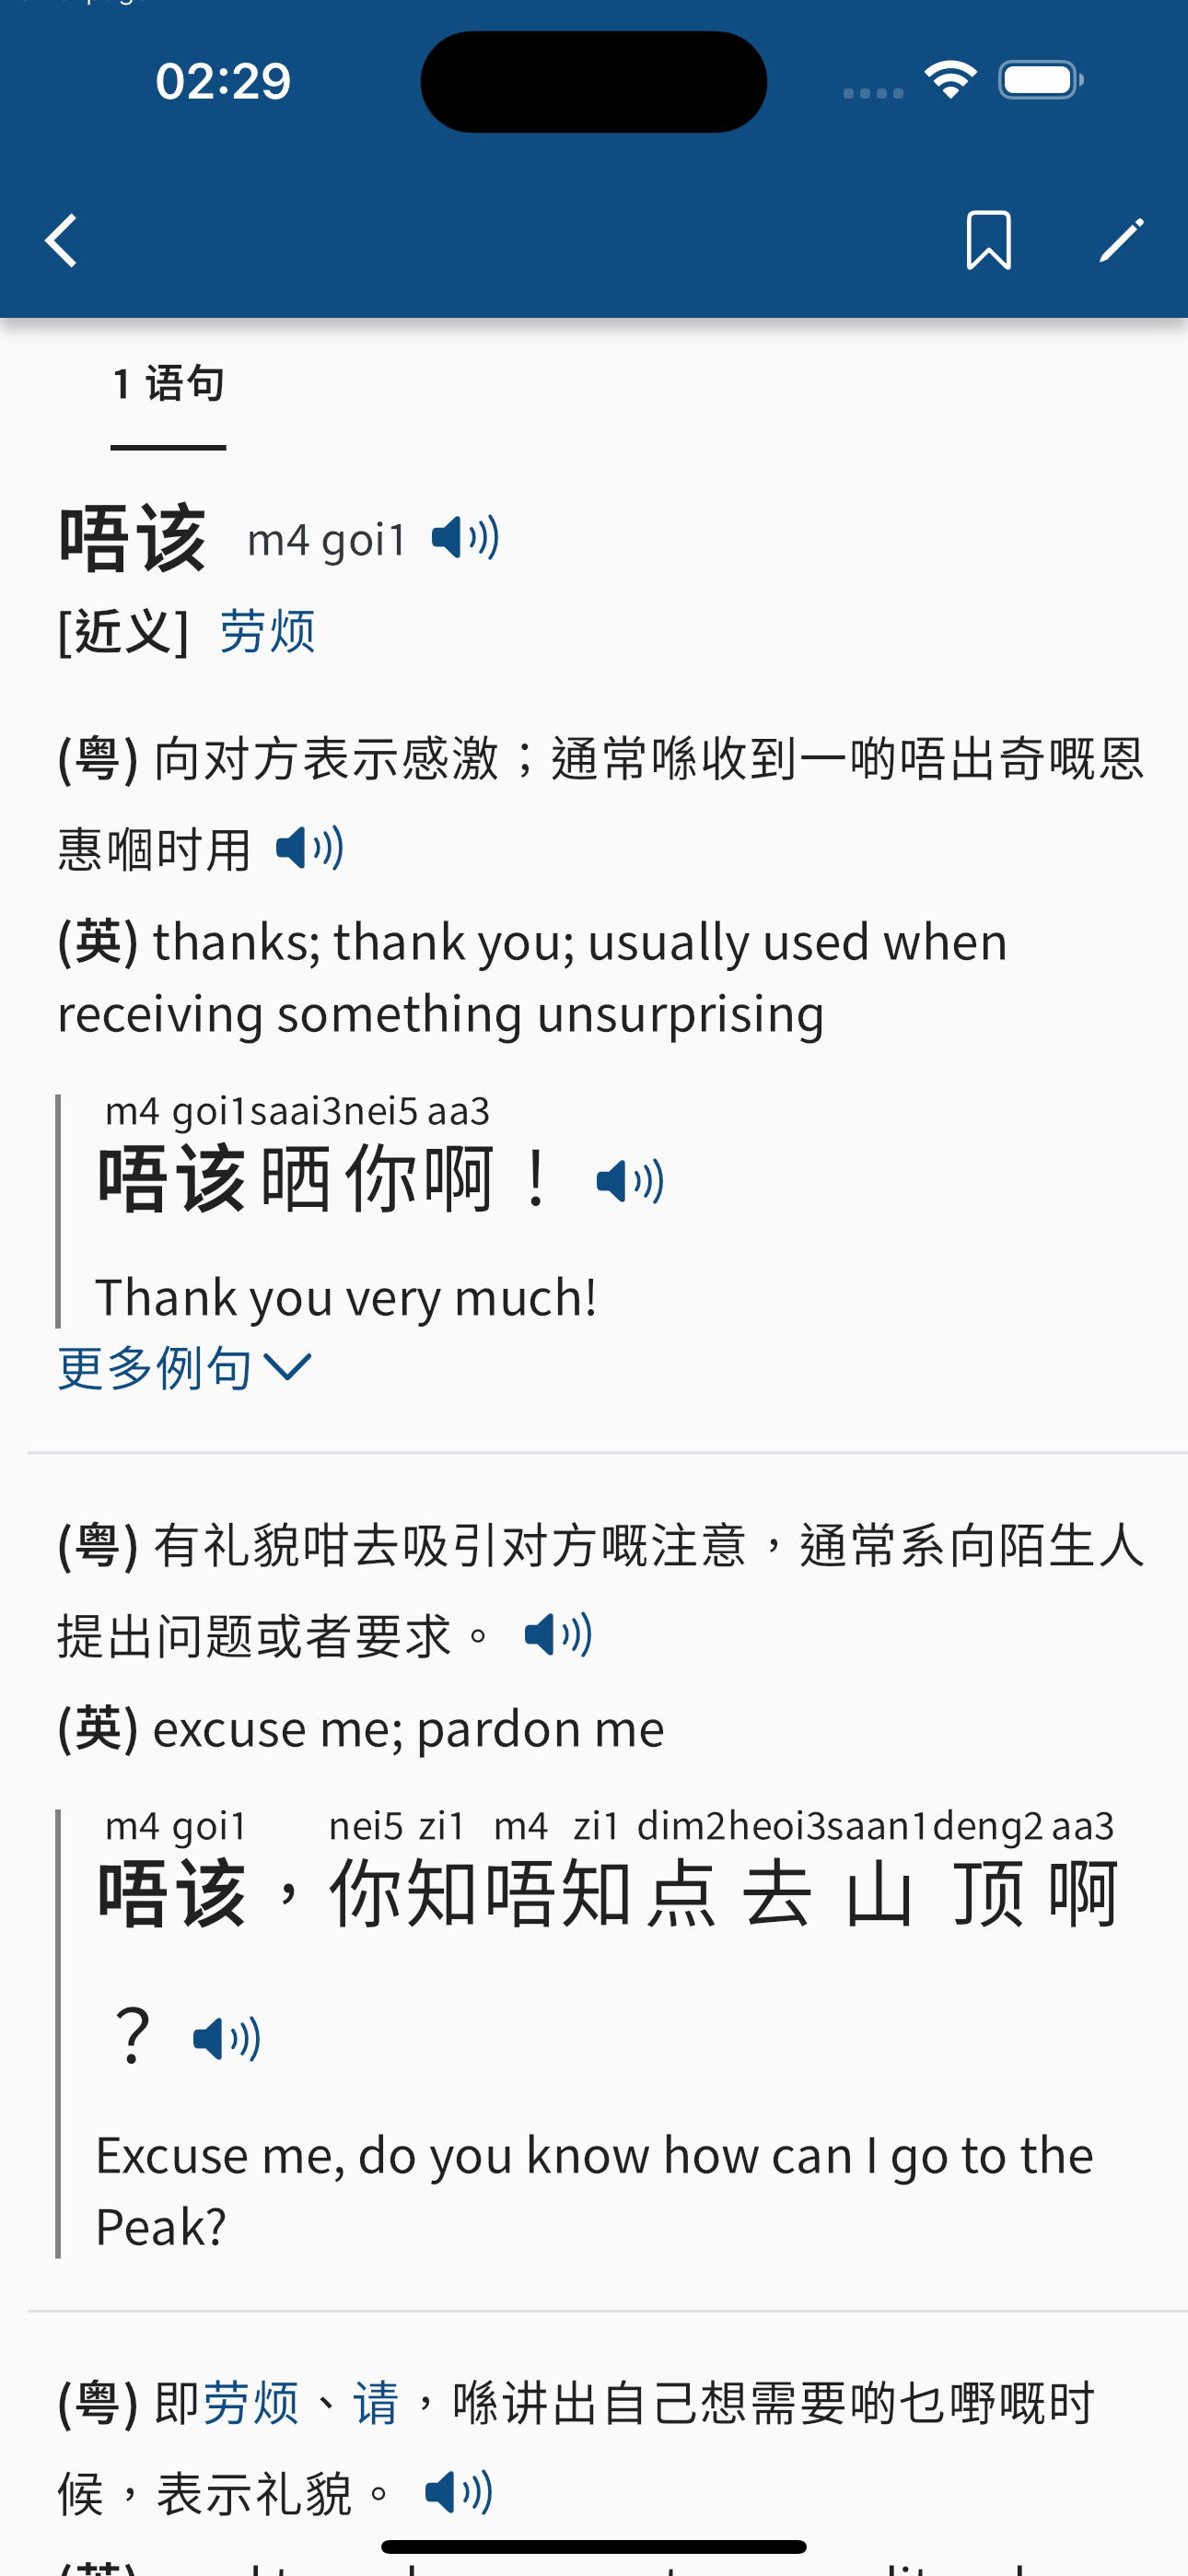 02:29
1 语句
唔该 m4 goi1
[近义] 劳烦
(粤) 向对方表示感激；通常喺收到一啲唔出奇嘅恩
惠嗰时用
(英) thanks; thank you; usually used when
receiving something unsurprising
m4 goi1 saai3 nei5 aa3
唔该晒你啊！
Thank you very much!
更多例句
(粤) 有礼貌咁去吸引对方嘅注意，通常系向陌生人
提出问题或者要求。
(英) excuse me; pardon me
m4 goi1 nei5 zi1 m4 zi1 dim2 heoi3 saan1 deng2 aa3
唔该，你知唔知点去山顶啊
？
Excuse me, do you know how can I go to the
Peak?
(粤) 即劳烦、请，喺讲出自己想需要啲乜嘢嘅时
候，表示礼貌。